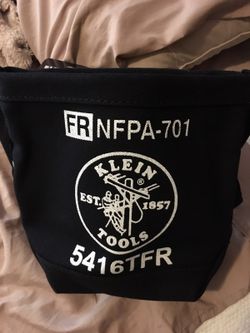 FR NFPA-701
KLEIN
EST. 1857
TOOLS
5416TFR